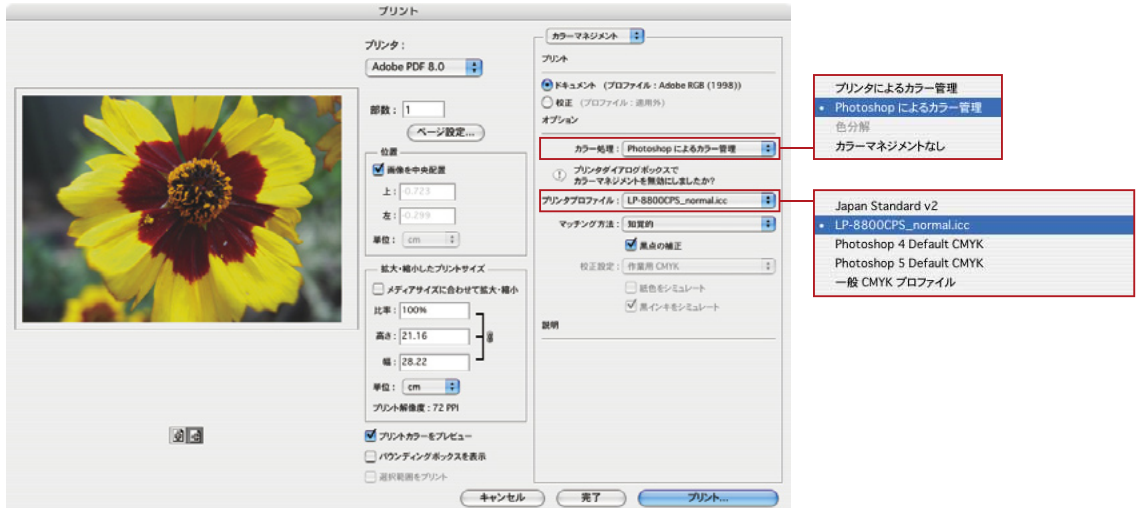 プリント
プリンタ：
Adobe PDF 8.0
部数： 1
ページ設定...
位置
画像を中央配置
上： -0.723
左： -0.299
単位： cm
拡大・縮小したプリントサイズ
メディアサイズに合わせて拡大・縮小
比率： 100%
高さ： 21.16
幅： 28.22
単位： cm
プリント解像度：72 PPI
プリントカラーをプレビュー
バウンディングボックスを表示
選択範囲をプリント
カラーマネジメント
プリント
ドキュメント （プロファイル：Adobe RGB (1998)）
校正 （プロファイル：適用外）
オプション
カラー処理： Photoshop によるカラー管理
プリンタダイアログボックスで
カラーマネジメントを無効にしましたか?
プリンタプロファイル： LP-8800CPS_normal.icc
マッチング方法： 知覚的
黒点の補正
校正設定： 作業用 CMYK
紙色をシミュレート
黒インキをシミュレート
説明
キャンセル
完了
プリント...
プリンタによるカラー管理
• Photoshop によるカラー管理
色分解
カラーマネジメントなし
Japan Standard v2
• LP-8800CPS_normal.icc
Photoshop 4 Default CMYK
Photoshop 5 Default CMYK
一般 CMYK プロファイル